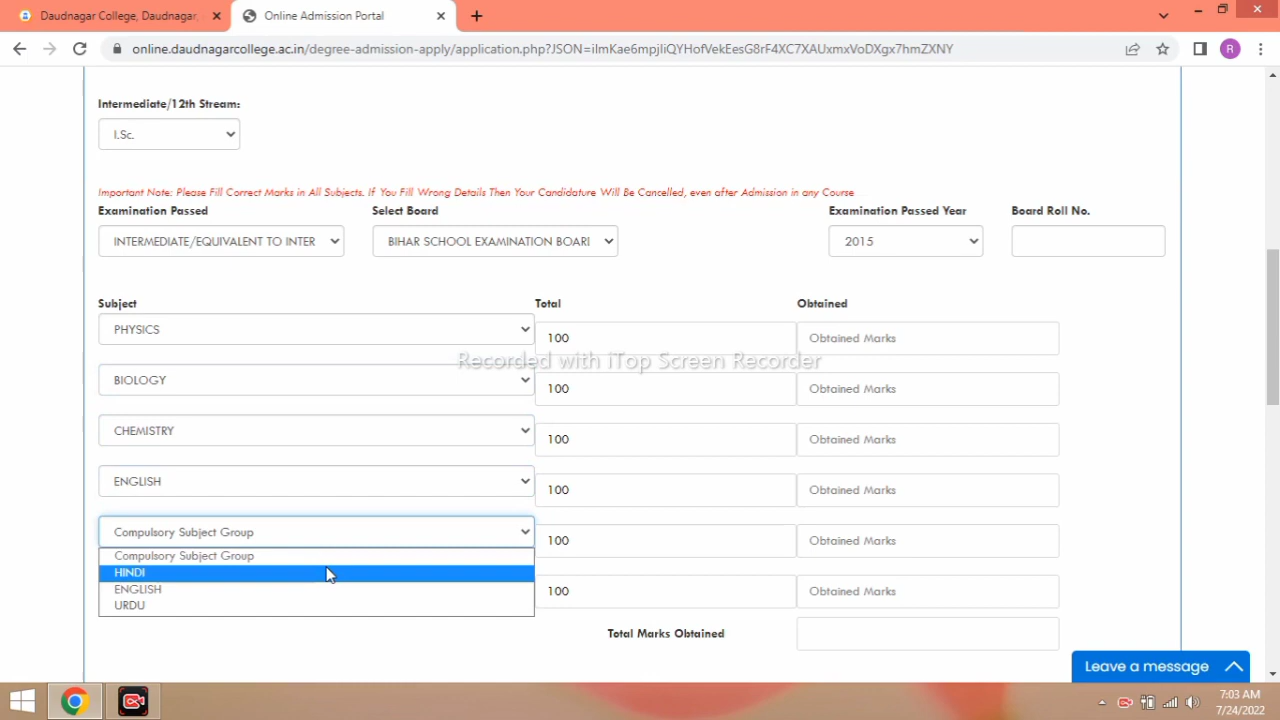 Daudnagar College, Daudnagar,
Online Admission Portal
online.daudnagarcollege.ac.in/degree-admission-apply/application.php?JSON=iImKae6mpjIiQYHofVekEesG8rF4XC7XAUxmxVoDXgx7hmZXNY
R
Intermediate/12th Stream:
I.Sc.
Important Note: Please Fill Correct Marks in All Subjects. If You Fill Wrong Details Then Your Candidature Will Be Cancelled, even after Admission in any Course
Examination Passed Select Board Examination Passed Year Board Roll No.
INTERMEDIATE/EQUIVALENT TO INTER BIHAR SCHOOL EXAMINATION BOARI 2015
Subject Total Obtained
PHYSICS 100 Obtained Marks
Recorded with iTop Screen Recorder
BIOLOGY 100 Obtained Marks
CHEMISTRY 100 Obtained Marks
ENGLISH 100 Obtained Marks
Compulsory Subject Group 100 Obtained Marks
Compulsory Subject Group
HINDI
ENGLISH 100 Obtained Marks
URDU
Total Marks Obtained
Leave a message
7:03 AM
7/24/2022